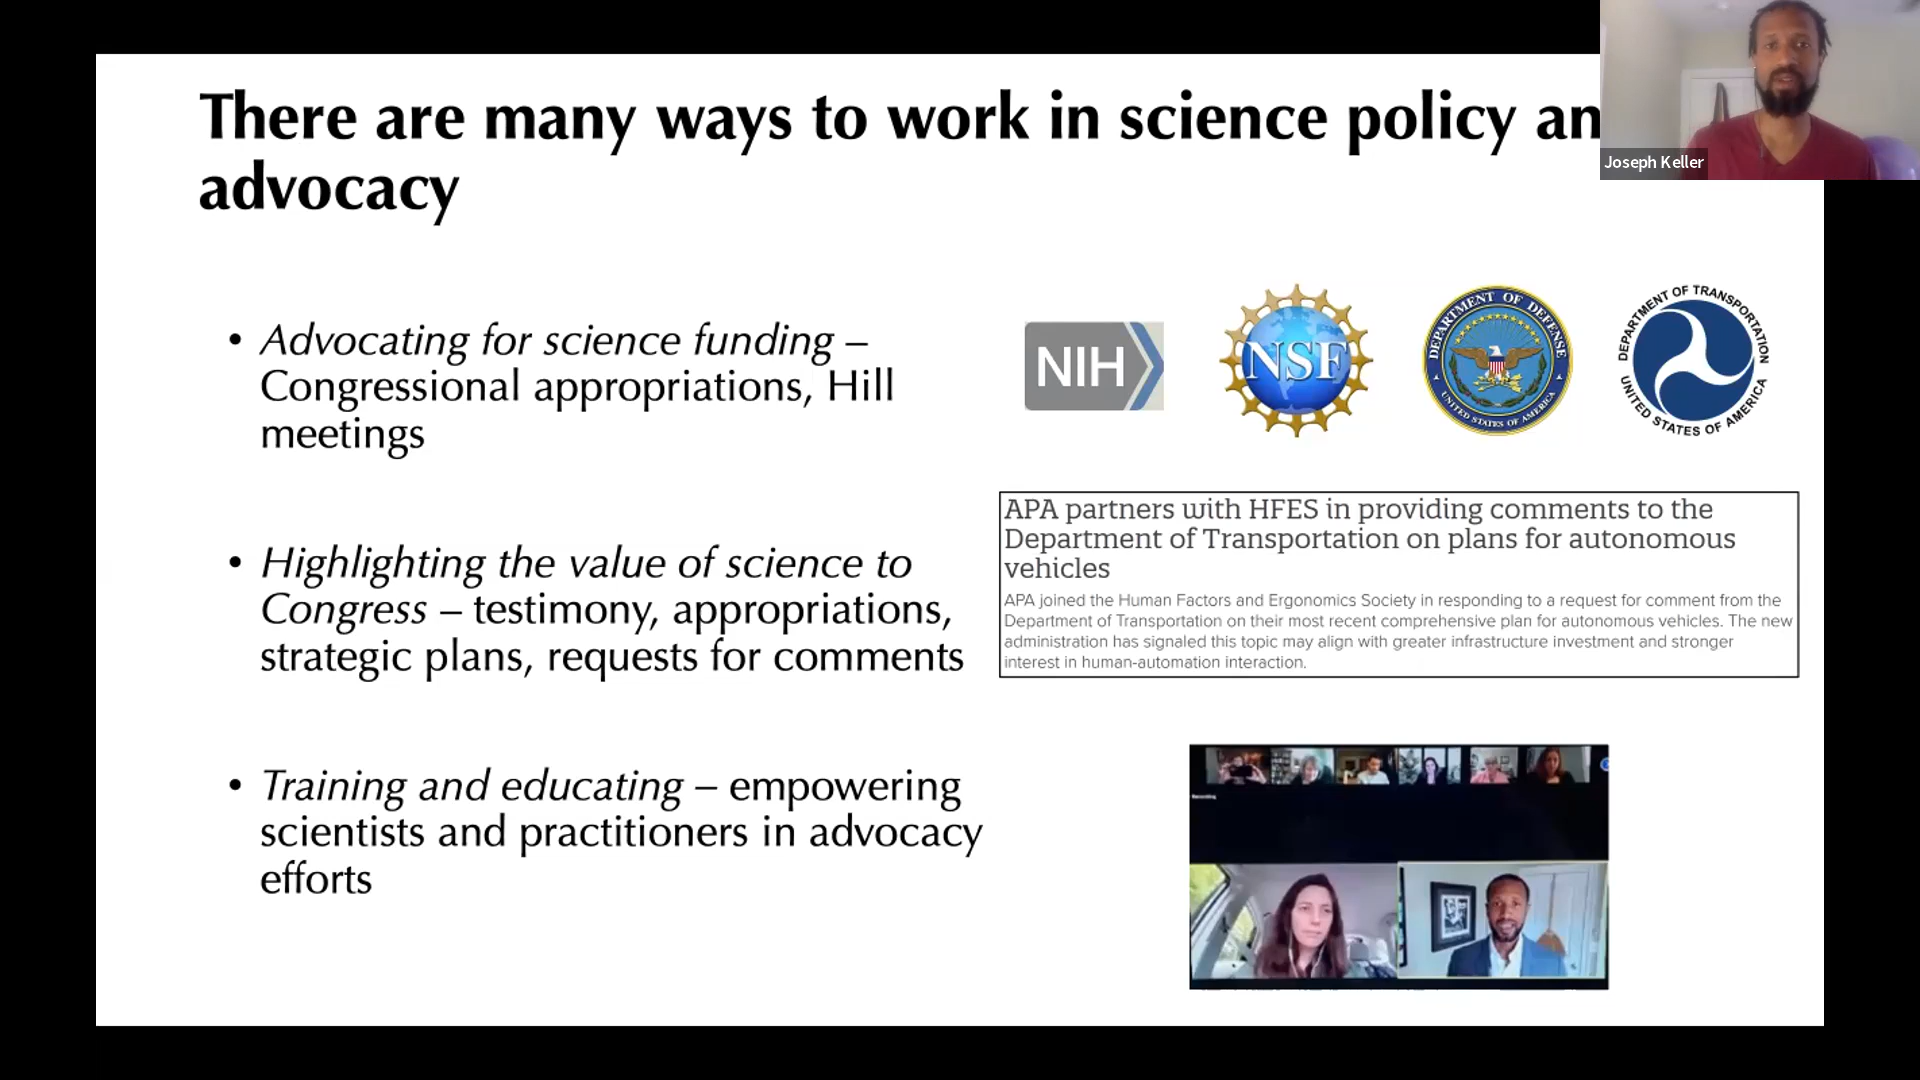 There are many ways to work in science policy an
advocacy
Joseph Keller
• Advocating for science funding –
Congressional appropriations, Hill
meetings
NIH
NSF
DEPARTMENT OF DEFENSE
UNITED STATES OF AMERICA
DEPARTMENT OF TRANSPORTATION
UNITED STATES OF AMERICA
• Highlighting the value of science to
Congress – testimony, appropriations,
strategic plans, requests for comments
APA partners with HFES in providing comments to the
Department of Transportation on plans for autonomous
vehicles
APA joined the Human Factors and Ergonomics Society in responding to a request for comment from the
Department of Transportation on their most recent comprehensive plan for autonomous vehicles. The new
administration has signaled this topic may align with greater infrastructure investment and stronger
interest in human-automation interaction.
• Training and educating – empowering
scientists and practitioners in advocacy
efforts